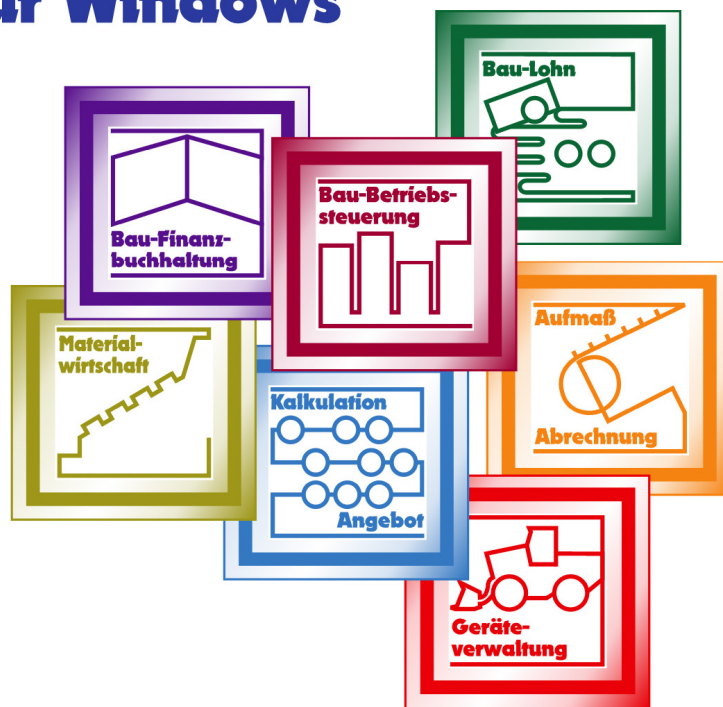 Windows
Bau-Lohn
Bau-Finanz-
buchhaltung
Bau-Betriebs-
steuerung
Material-
wirtschaft
Aufmaß
Abrechnung
Kalkulation
Angebot
Geräte-
verwaltung